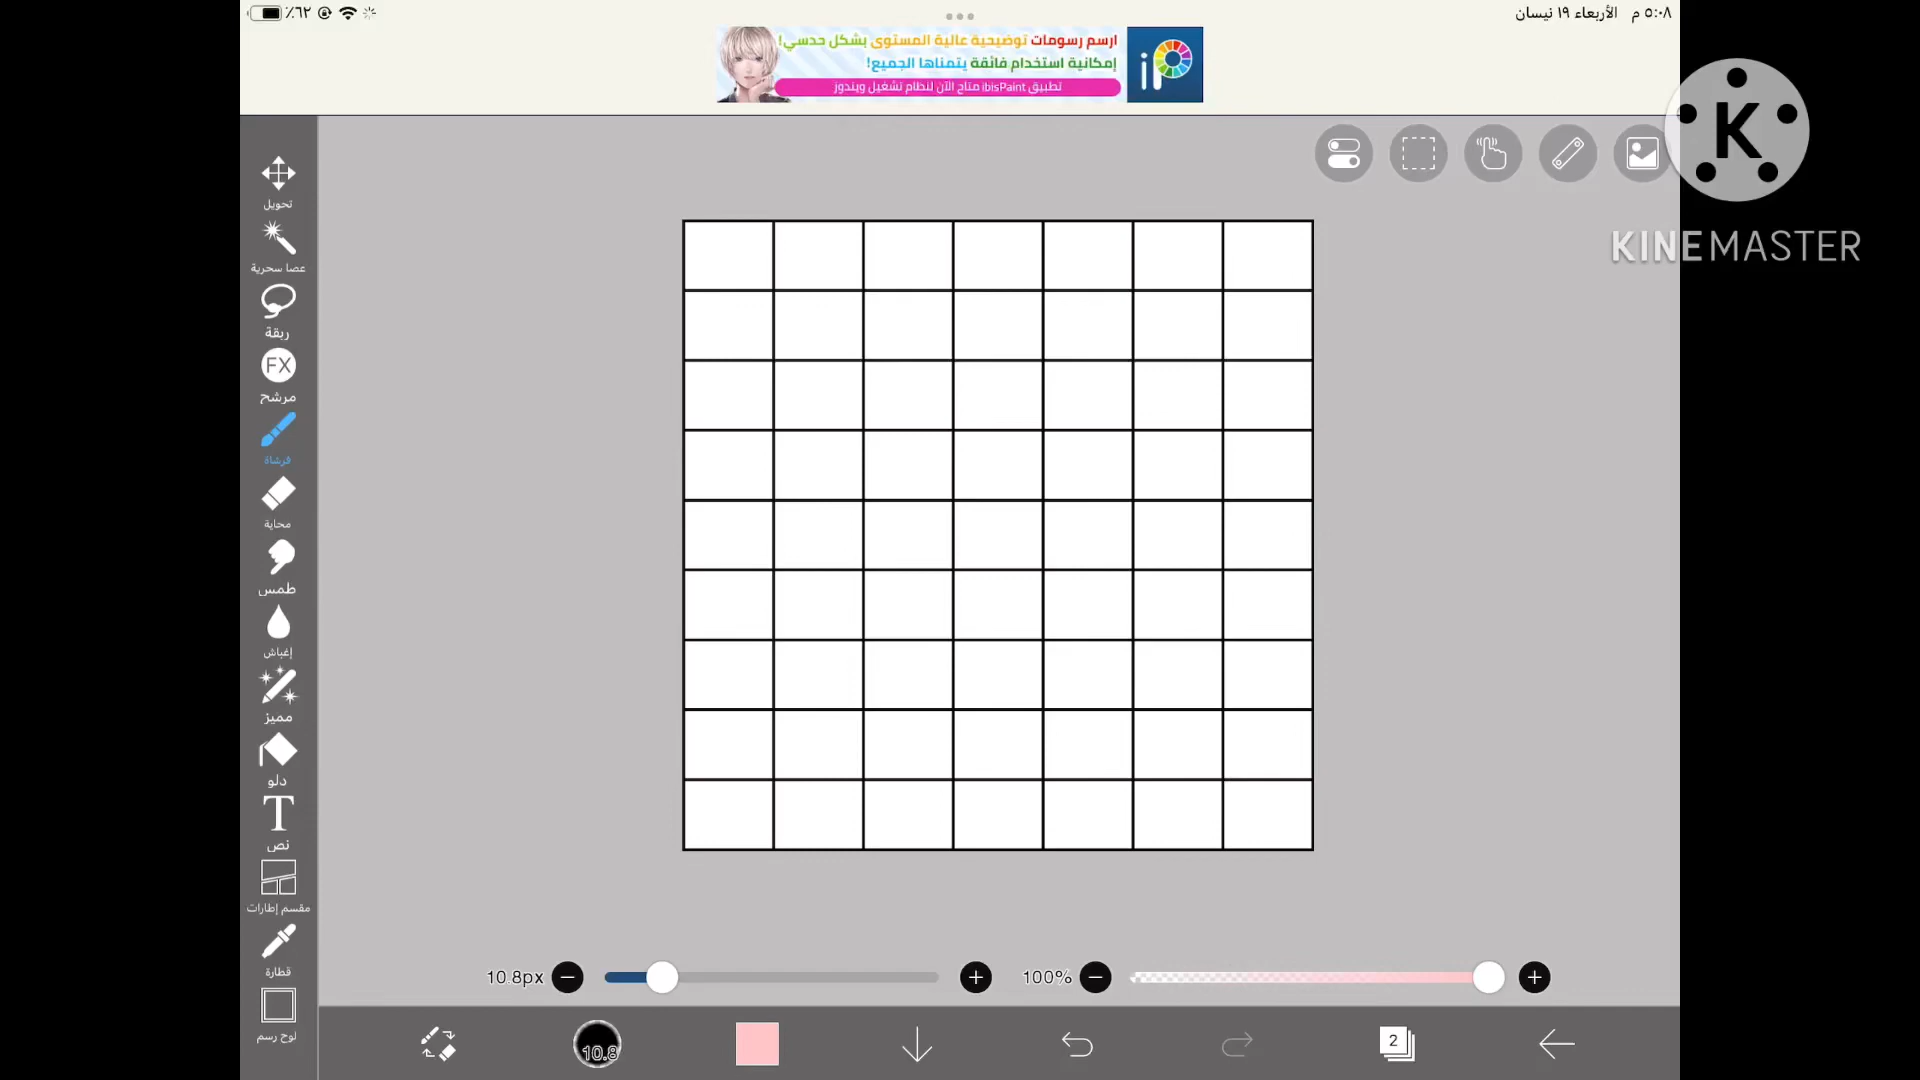 ٥:٠٨ م الأربعاء ١٩ نيسان
٪٦٢
ارسم رسومات توضيحية عالية المستوى بشكل حدسي!
إمكانية استخدام فائقة يتمناها الجميع!
تطبيق ibisPaint متاح الآن لنظام تشغيل ويندوز
iP
K
KINEMASTER
تحويل
عصا سحرية
ربقة
FX
مرشح
فرشاة
محاية
طمس
إغباش
مميز
دلو
T
نص
مقسم إطارات
قطارة
لوح رسم
10.8px
100%
10.8
2